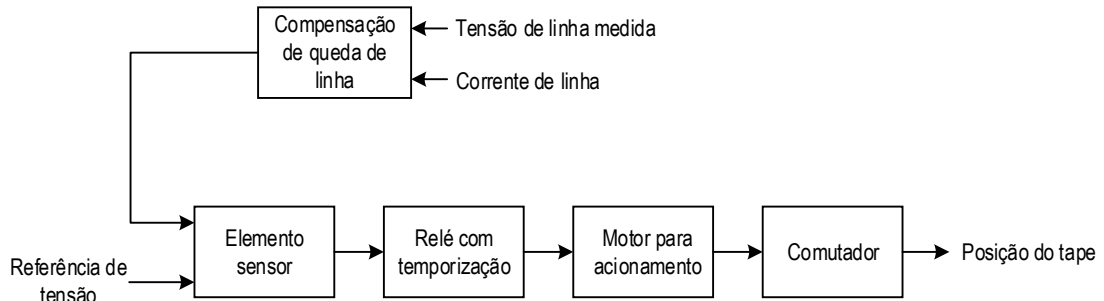 Compensação
de queda de
linha
Tensão de linha medida
Corrente de linha
Referência de
tensão
Elemento
sensor
Relé com
temporização
Motor para
acionamento
Comutador
Posição do tape